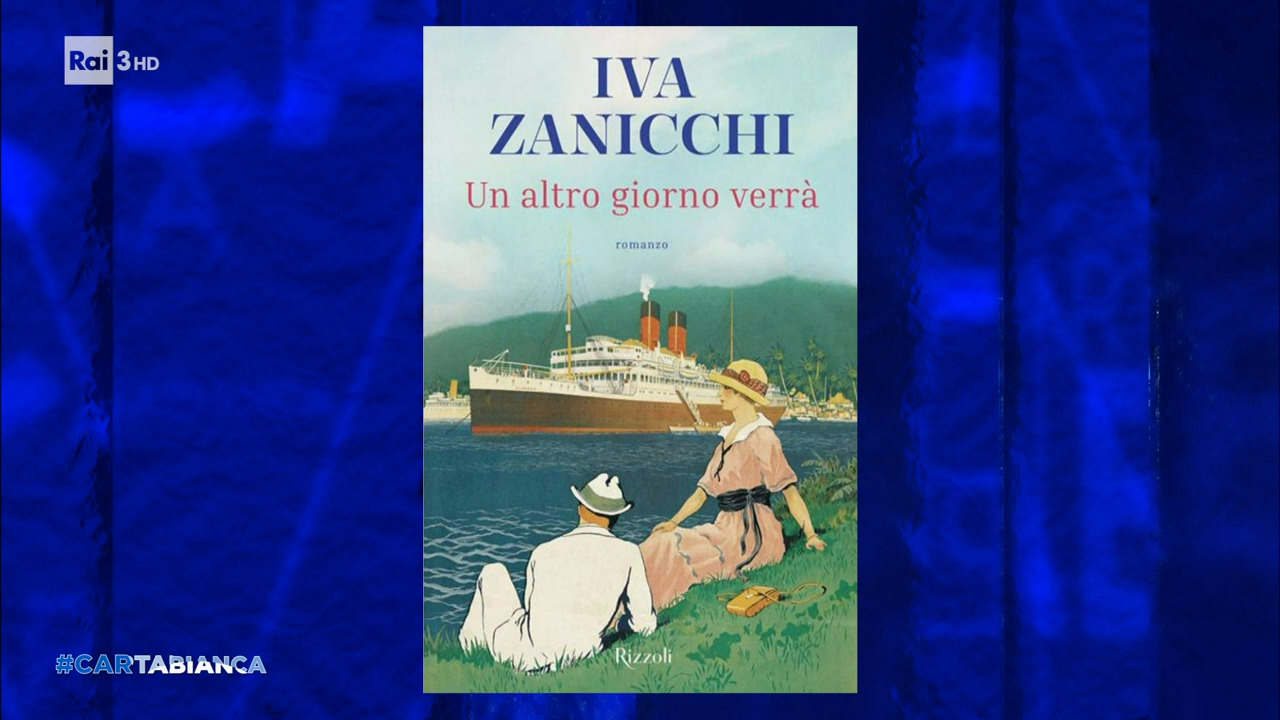 Rai 3HD
IVA
ZANICCHI
Un altro giorno verrà
romanzo
Rizzoli
#CARTABIANCA